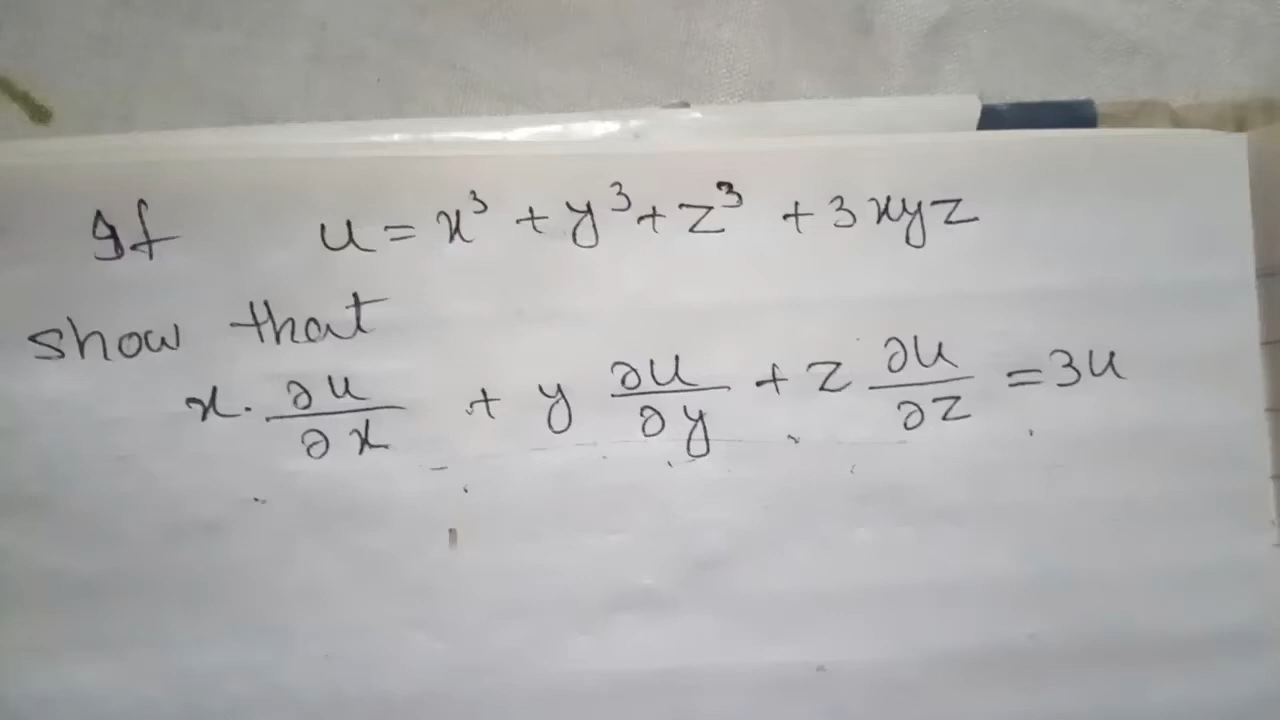 If u = x³ + y³ + z³ + 3xyz
show that
x. ∂u/∂x + y ∂u/∂y + z ∂u/∂z = 3u